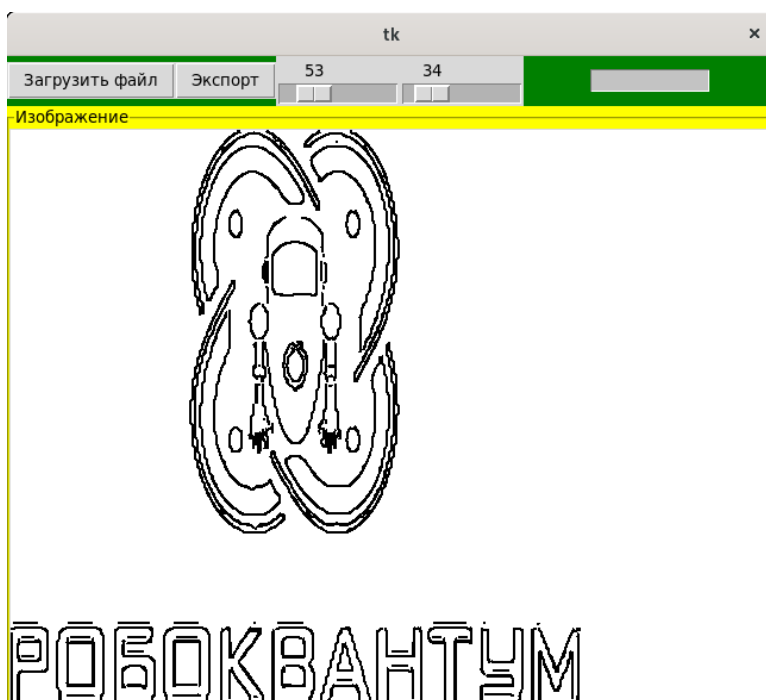 tk
×
Загрузить файл Экспорт 53 34
Изображение
РОБОКВАНТУМ